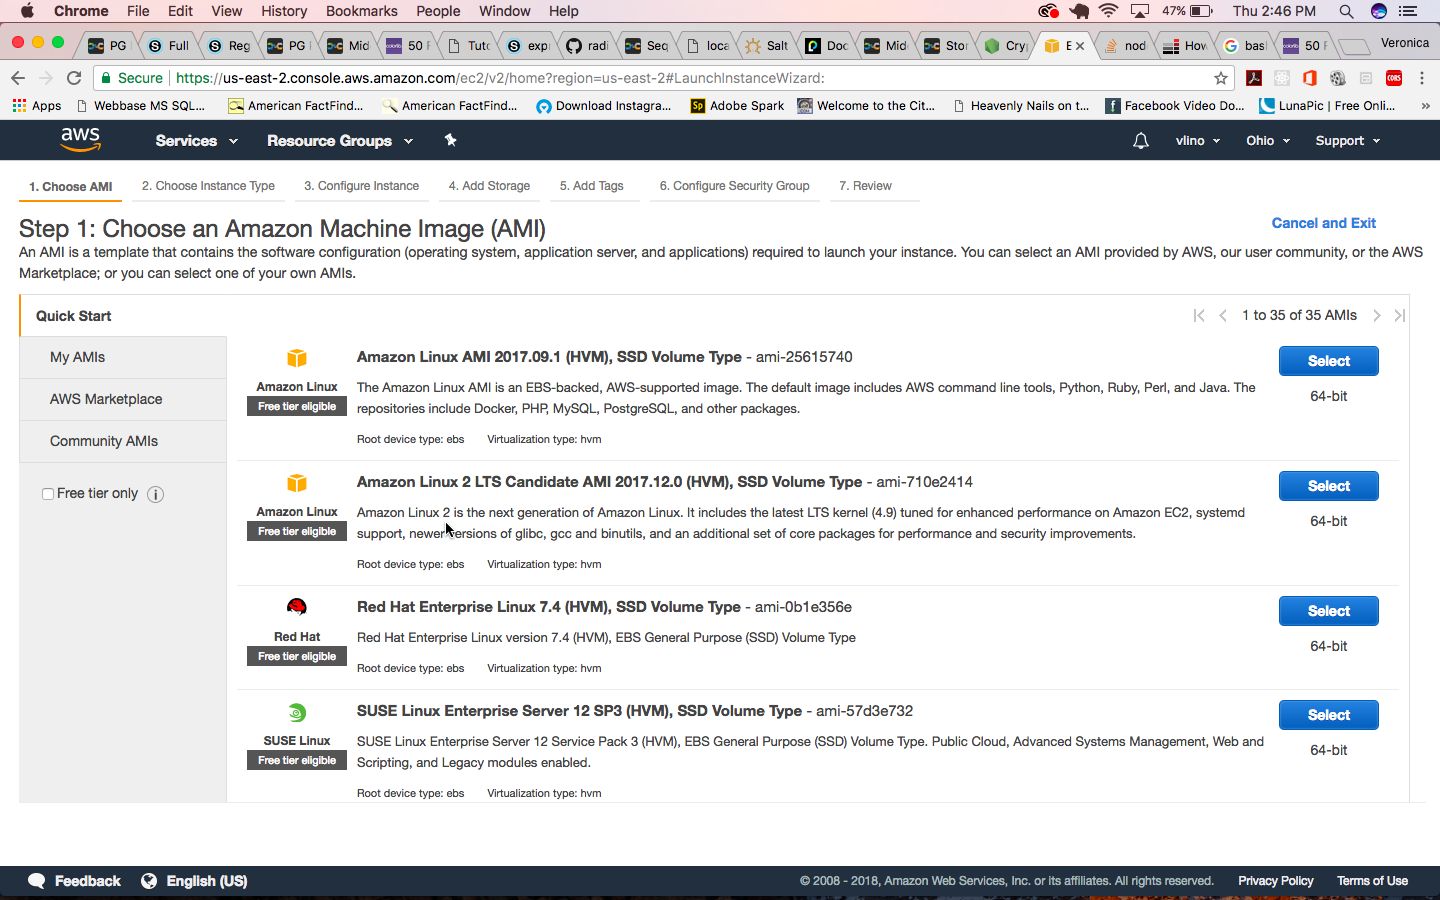 Chrome File Edit View History Bookmarks People Window Help 47% Thu 2:46 PM
PG Full Reg PG Mid 50 F Tuto exp radi Seq loca Salt Doc Mid Stor Cry E nod How bas 50 F Veronica
Secure https://us-east-2.console.aws.amazon.com/ec2/v2/home?region=us-east-2#LaunchInstanceWizard:
Apps Webbase MS SQL... American FactFind... American FactFind... Download Instagra... Adobe Spark Welcome to the Cit... Heavenly Nails on t... Facebook Video Do... LunaPic | Free Onli... »
aws Services Resource Groups vlino Ohio Support
1. Choose AMI 2. Choose Instance Type 3. Configure Instance 4. Add Storage 5. Add Tags 6. Configure Security Group 7. Review
Step 1: Choose an Amazon Machine Image (AMI) Cancel and Exit
An AMI is a template that contains the software configuration (operating system, application server, and applications) required to launch your instance. You can select an AMI provided by AWS, our user community, or the AWS
Marketplace; or you can select one of your own AMIs.
Quick Start
My AMIs
AWS Marketplace
Community AMIs
Free tier only
1 to 35 of 35 AMIs
Amazon Linux
Free tier eligible
Amazon Linux AMI 2017.09.1 (HVM), SSD Volume Type - ami-25615740
The Amazon Linux AMI is an EBS-backed, AWS-supported image. The default image includes AWS command line tools, Python, Ruby, Perl, and Java. The
repositories include Docker, PHP, MySQL, PostgreSQL, and other packages.
Root device type: ebs Virtualization type: hvm
Select
64-bit
Amazon Linux
Free tier eligible
Amazon Linux 2 LTS Candidate AMI 2017.12.0 (HVM), SSD Volume Type - ami-710e2414
Amazon Linux 2 is the next generation of Amazon Linux. It includes the latest LTS kernel (4.9) tuned for enhanced performance on Amazon EC2, systemd
support, newer versions of glibc, gcc and binutils, and an additional set of core packages for performance and security improvements.
Root device type: ebs Virtualization type: hvm
Select
64-bit
Red Hat
Free tier eligible
Red Hat Enterprise Linux 7.4 (HVM), SSD Volume Type - ami-0b1e356e
Red Hat Enterprise Linux version 7.4 (HVM), EBS General Purpose (SSD) Volume Type
Root device type: ebs Virtualization type: hvm
Select
64-bit
SUSE Linux
Free tier eligible
SUSE Linux Enterprise Server 12 SP3 (HVM), SSD Volume Type - ami-57d3e732
SUSE Linux Enterprise Server 12 Service Pack 3 (HVM), EBS General Purpose (SSD) Volume Type. Public Cloud, Advanced Systems Management, Web and
Scripting, and Legacy modules enabled.
Root device type: ebs Virtualization type: hvm
Select
64-bit
Feedback English (US) © 2008 - 2018, Amazon Web Services, Inc. or its affiliates. All rights reserved. Privacy Policy Terms of Use